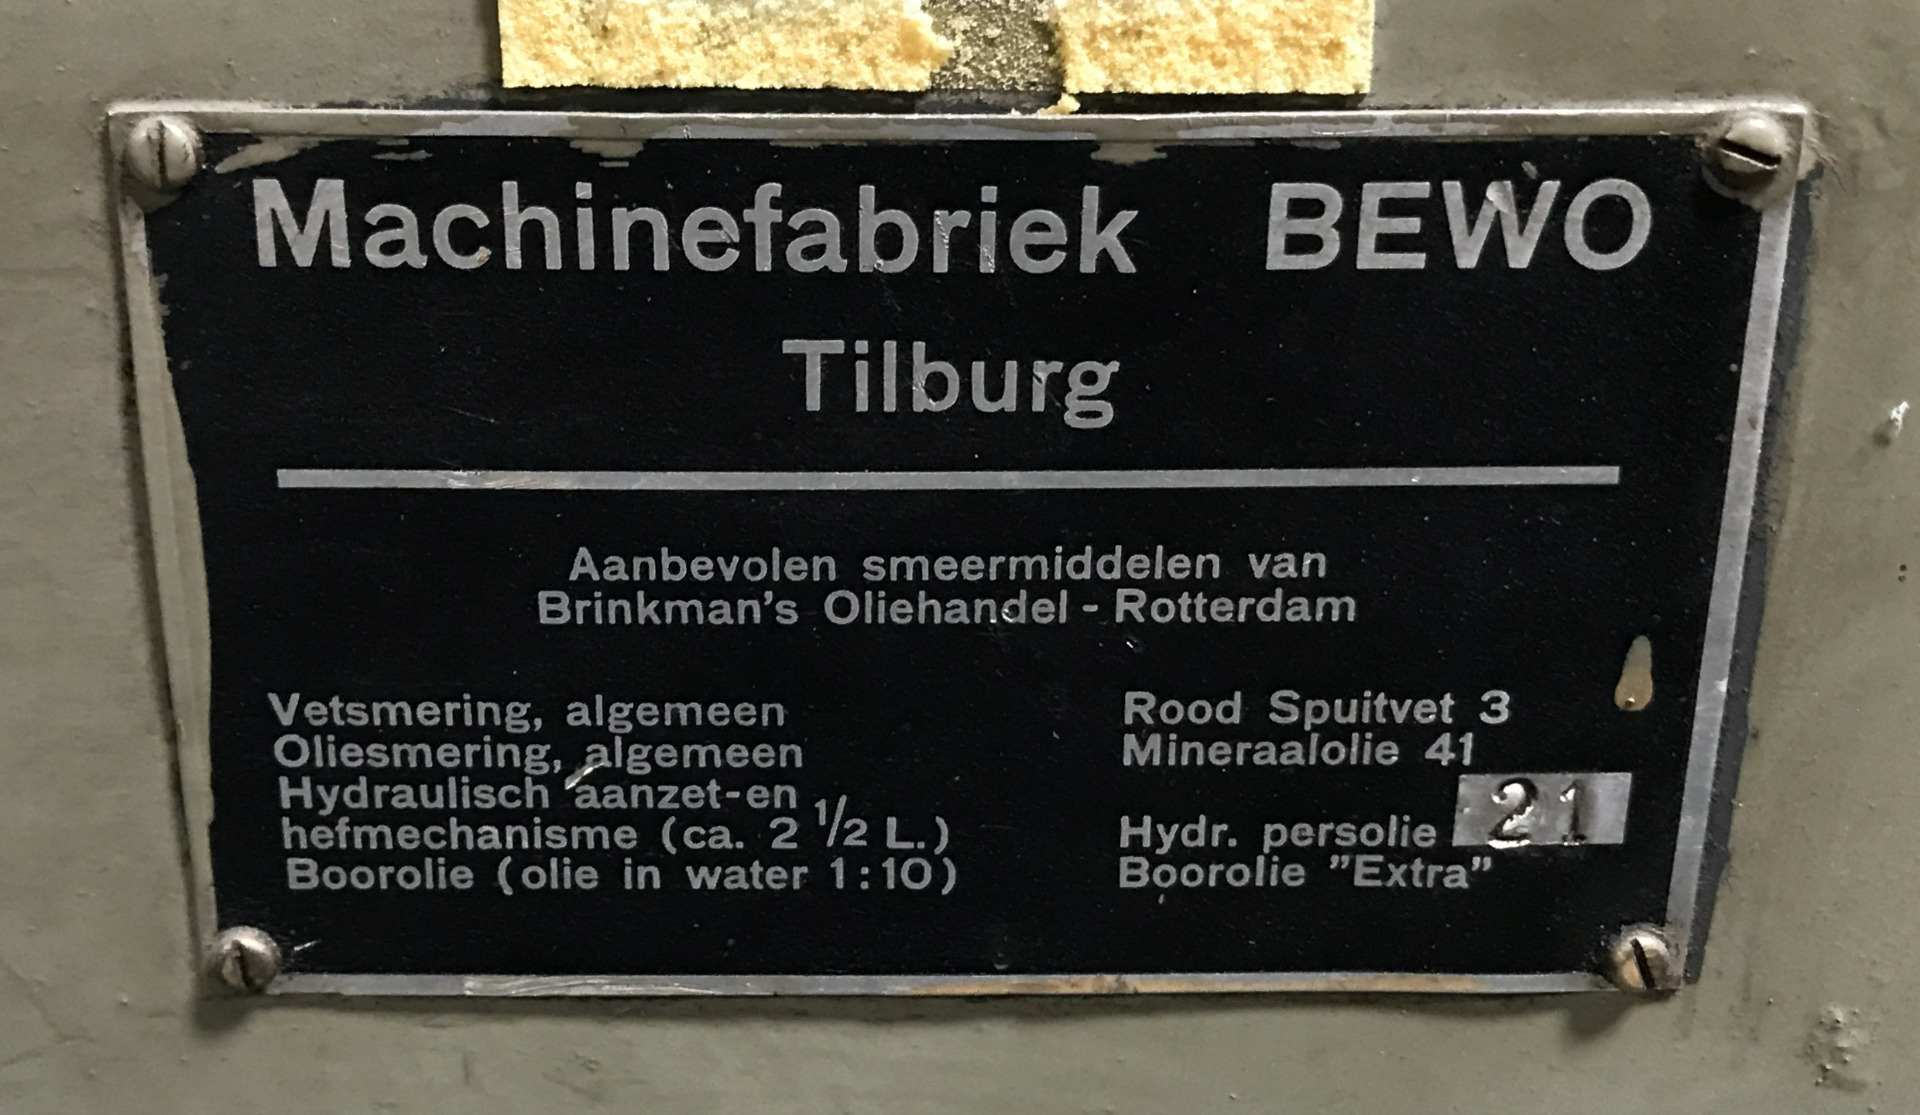 Machinefabriek BEWO
Tilburg
Aanbevolen smeermiddelen van
Brinkman's Oliehandel - Rotterdam
Vetsmering, algemeen Rood Spuitvet 3
Oliesmering, algemeen Mineraalolie 41
Hydraulisch aanzet-en
hefmechanisme (ca. 2 1/2 L.) Hydr. persolie 21
Boorolie (olie in water 1:10) Boorolie "Extra"